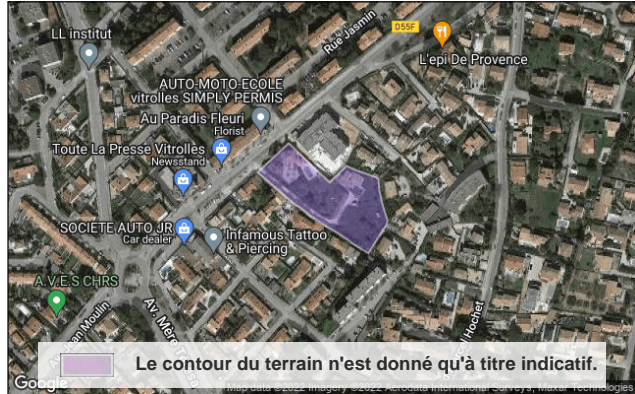 LL institut
Rue Jasmin
D55F
L'epi De Provence
AUTO-MOTO-ECOLE
vitrolles SIMPLY PERMIS
Au Paradis Fleuri
Florist
Toute La Presse Vitrolles
Newsstand
SOCIETE AUTO JR
Car dealer
Infamous Tattoo
& Piercing
A.V.E.S CHRS
Jean Moulin
Av. Mère
Hochet
Le contour du terrain n'est donné qu'à titre indicatif.
Google
Map data ©2022 Imagery ©2022 Aerodata International Surveys, Maxar Technologies